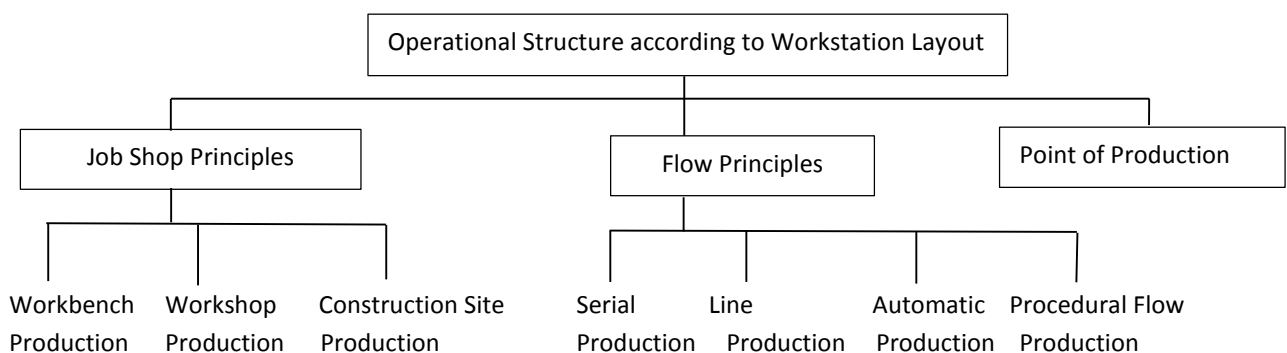 Operational Structure according to Workstation Layout
Job Shop Principles
Flow Principles
Point of Production
Workbench
Production
Workshop
Production
Construction Site
Production
Serial
Production
Line
Production
Automatic
Production
Procedural Flow
Production